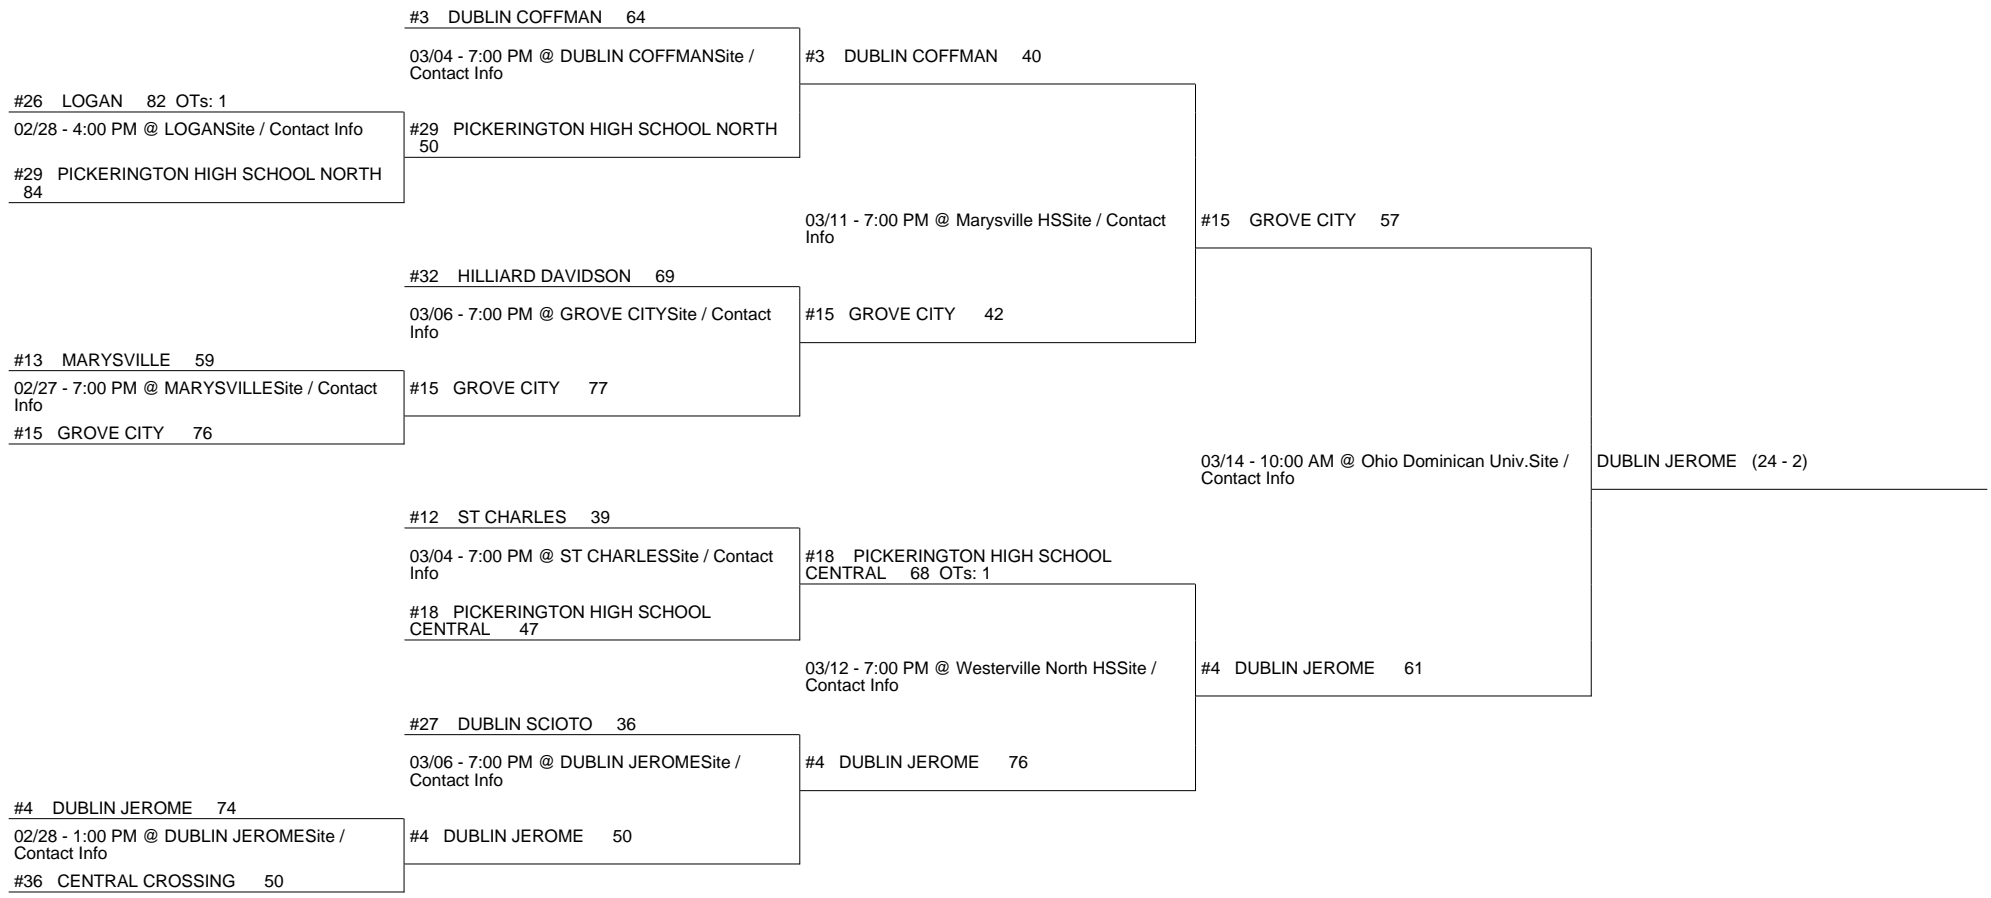 #3 DUBLIN COFFMAN 64
03/04 - 7:00 PM @ DUBLIN COFFMANSite /
Contact Info
#3 DUBLIN COFFMAN 40
#26 LOGAN 82 OTs: 1
02/28 - 4:00 PM @ LOGANSite / Contact Info
#29 PICKERINGTON HIGH SCHOOL NORTH
50
#29 PICKERINGTON HIGH SCHOOL NORTH
84
03/11 - 7:00 PM @ Marysville HSSite / Contact
Info
#15 GROVE CITY 57
#32 HILLIARD DAVIDSON 69
03/06 - 7:00 PM @ GROVE CITYSite / Contact
Info
#15 GROVE CITY 42
#13 MARYSVILLE 59
02/27 - 7:00 PM @ MARYSVILLESite / Contact
Info
#15 GROVE CITY 77
#15 GROVE CITY 76
03/14 - 10:00 AM @ Ohio Dominican Univ.Site /
Contact Info
DUBLIN JEROME (24 - 2)
#12 ST CHARLES 39
03/04 - 7:00 PM @ ST CHARLESSite / Contact
Info
#18 PICKERINGTON HIGH SCHOOL
CENTRAL 68 OTs: 1
#18 PICKERINGTON HIGH SCHOOL
CENTRAL 47
03/12 - 7:00 PM @ Westerville North HSSite /
Contact Info
#4 DUBLIN JEROME 61
#27 DUBLIN SCIOTO 36
03/06 - 7:00 PM @ DUBLIN JEROMESite /
Contact Info
#4 DUBLIN JEROME 76
#4 DUBLIN JEROME 74
02/28 - 1:00 PM @ DUBLIN JEROMESite /
Contact Info
#4 DUBLIN JEROME 50
#36 CENTRAL CROSSING 50